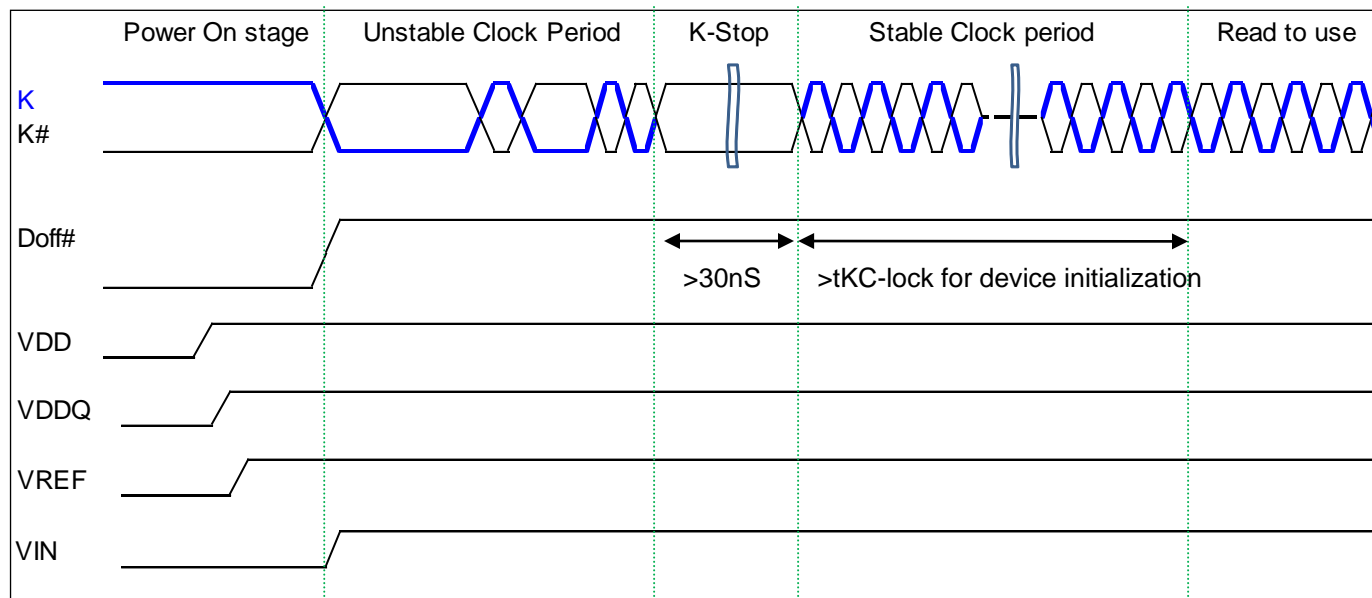 Power On stage Unstable Clock Period K-Stop Stable Clock period Read to use
K
K#
Doff#
>30nS >tKC-lock for device initialization
VDD
VDDQ
VREF
VIN